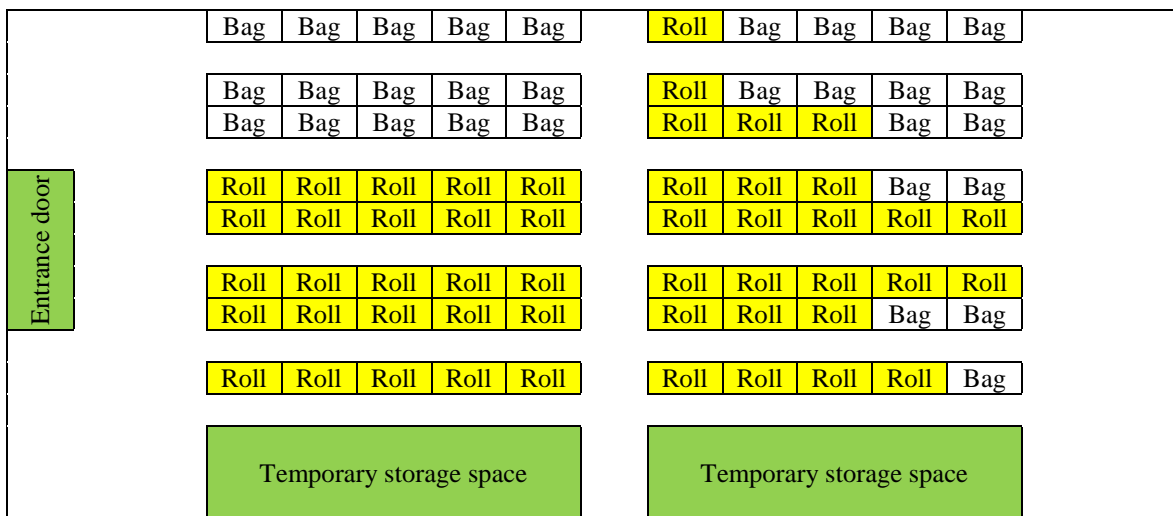 Bag Bag Bag Bag Bag Roll Bag Bag Bag Bag
Bag Bag Bag Bag Bag Roll Bag Bag Bag Bag
Bag Bag Bag Bag Bag Roll Roll Roll Bag Bag
Entrance door
Roll Roll Roll Roll Roll Roll Roll Roll Bag Bag
Roll Roll Roll Roll Roll Roll Roll Roll Roll Roll
Roll Roll Roll Roll Roll Roll Roll Roll Roll Roll
Roll Roll Roll Roll Roll Roll Roll Roll Bag Bag
Roll Roll Roll Roll Roll Roll Roll Roll Roll Bag
Temporary storage space Temporary storage space